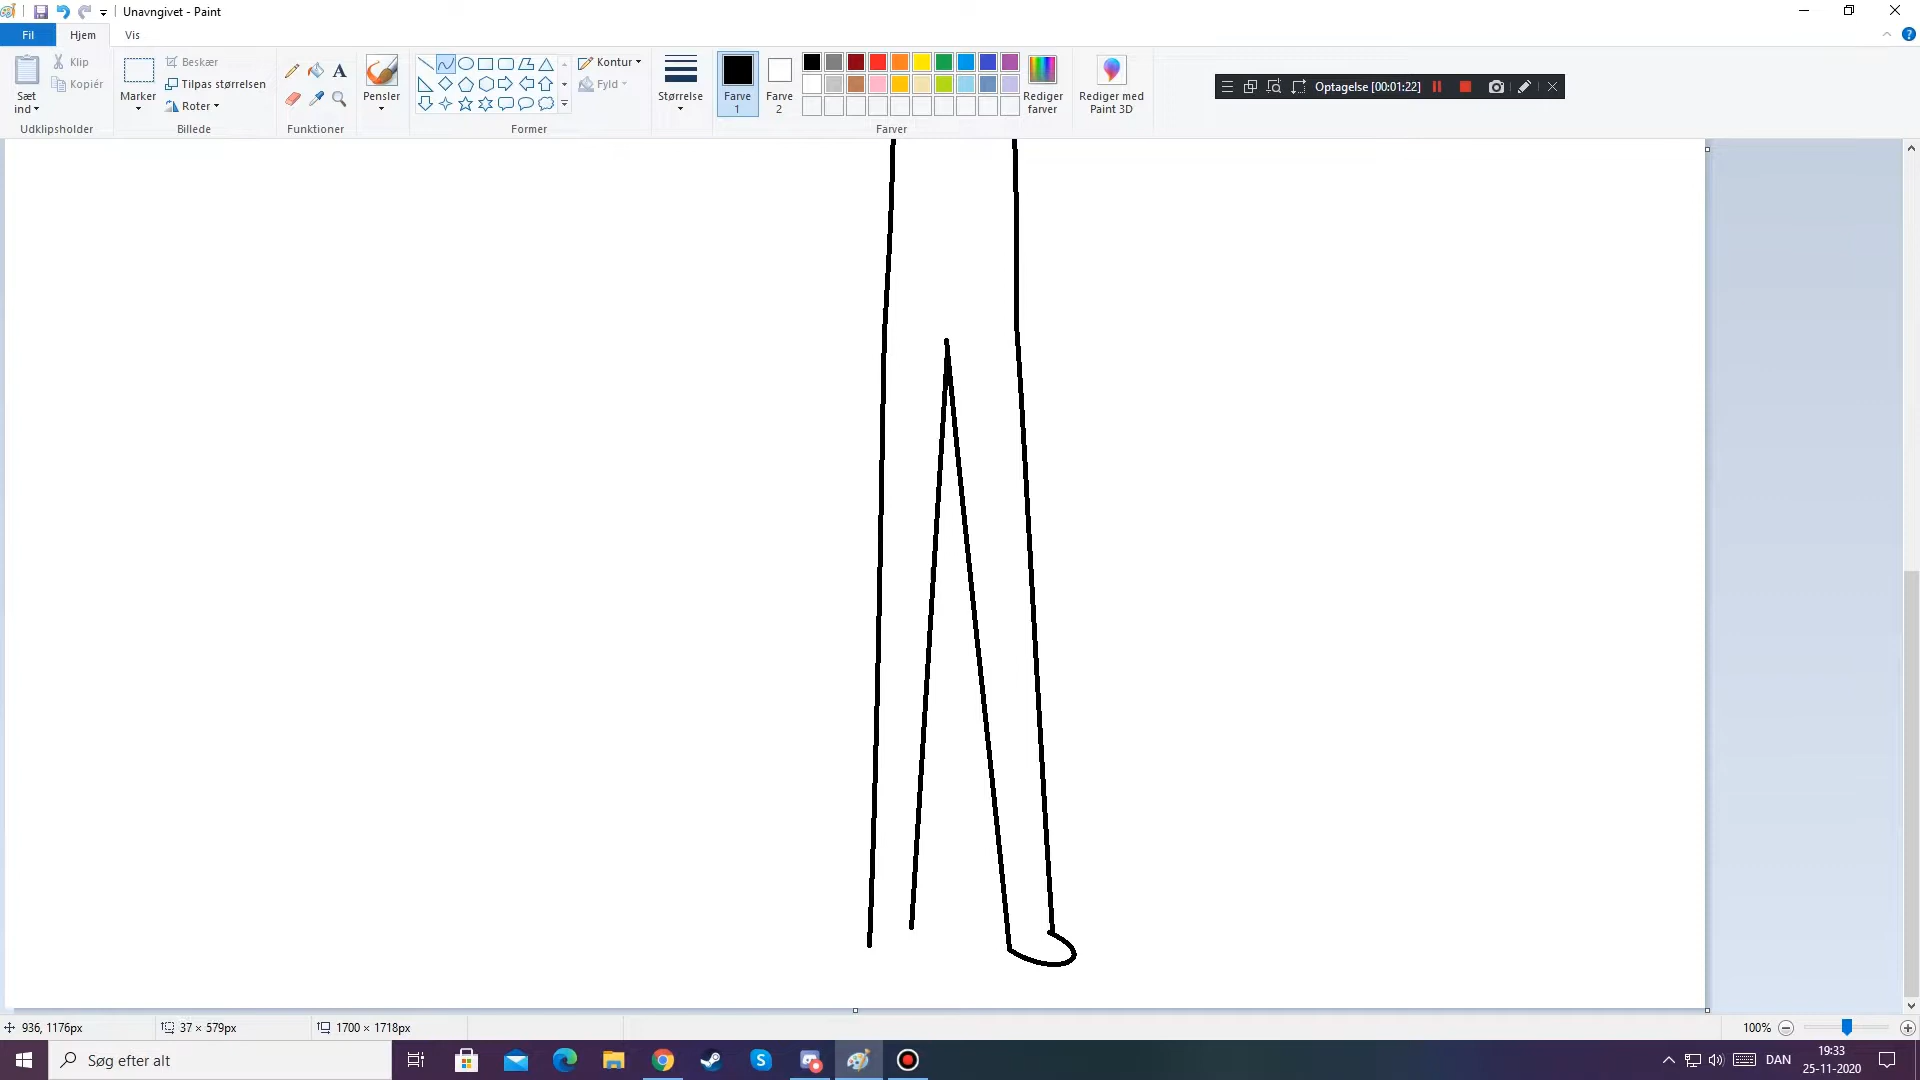 Unavngivet - Paint
Fil Hjem Vis
Sæt ind
Klip
Kopiér
Udklipsholder
Marker
Beskær
Tilpas størrelsen
Roter
Billede
A
Funktioner
Pensler
Kontur
Fyld
Former
Størrelse
Farve 1
Farve 2
Farver
Rediger farver
Rediger med Paint 3D
Optagelse [00:01:22]
936, 1176px
37 × 579px
1700 × 1718px
100%
Søg efter alt
DAN
19:33
25-11-2020